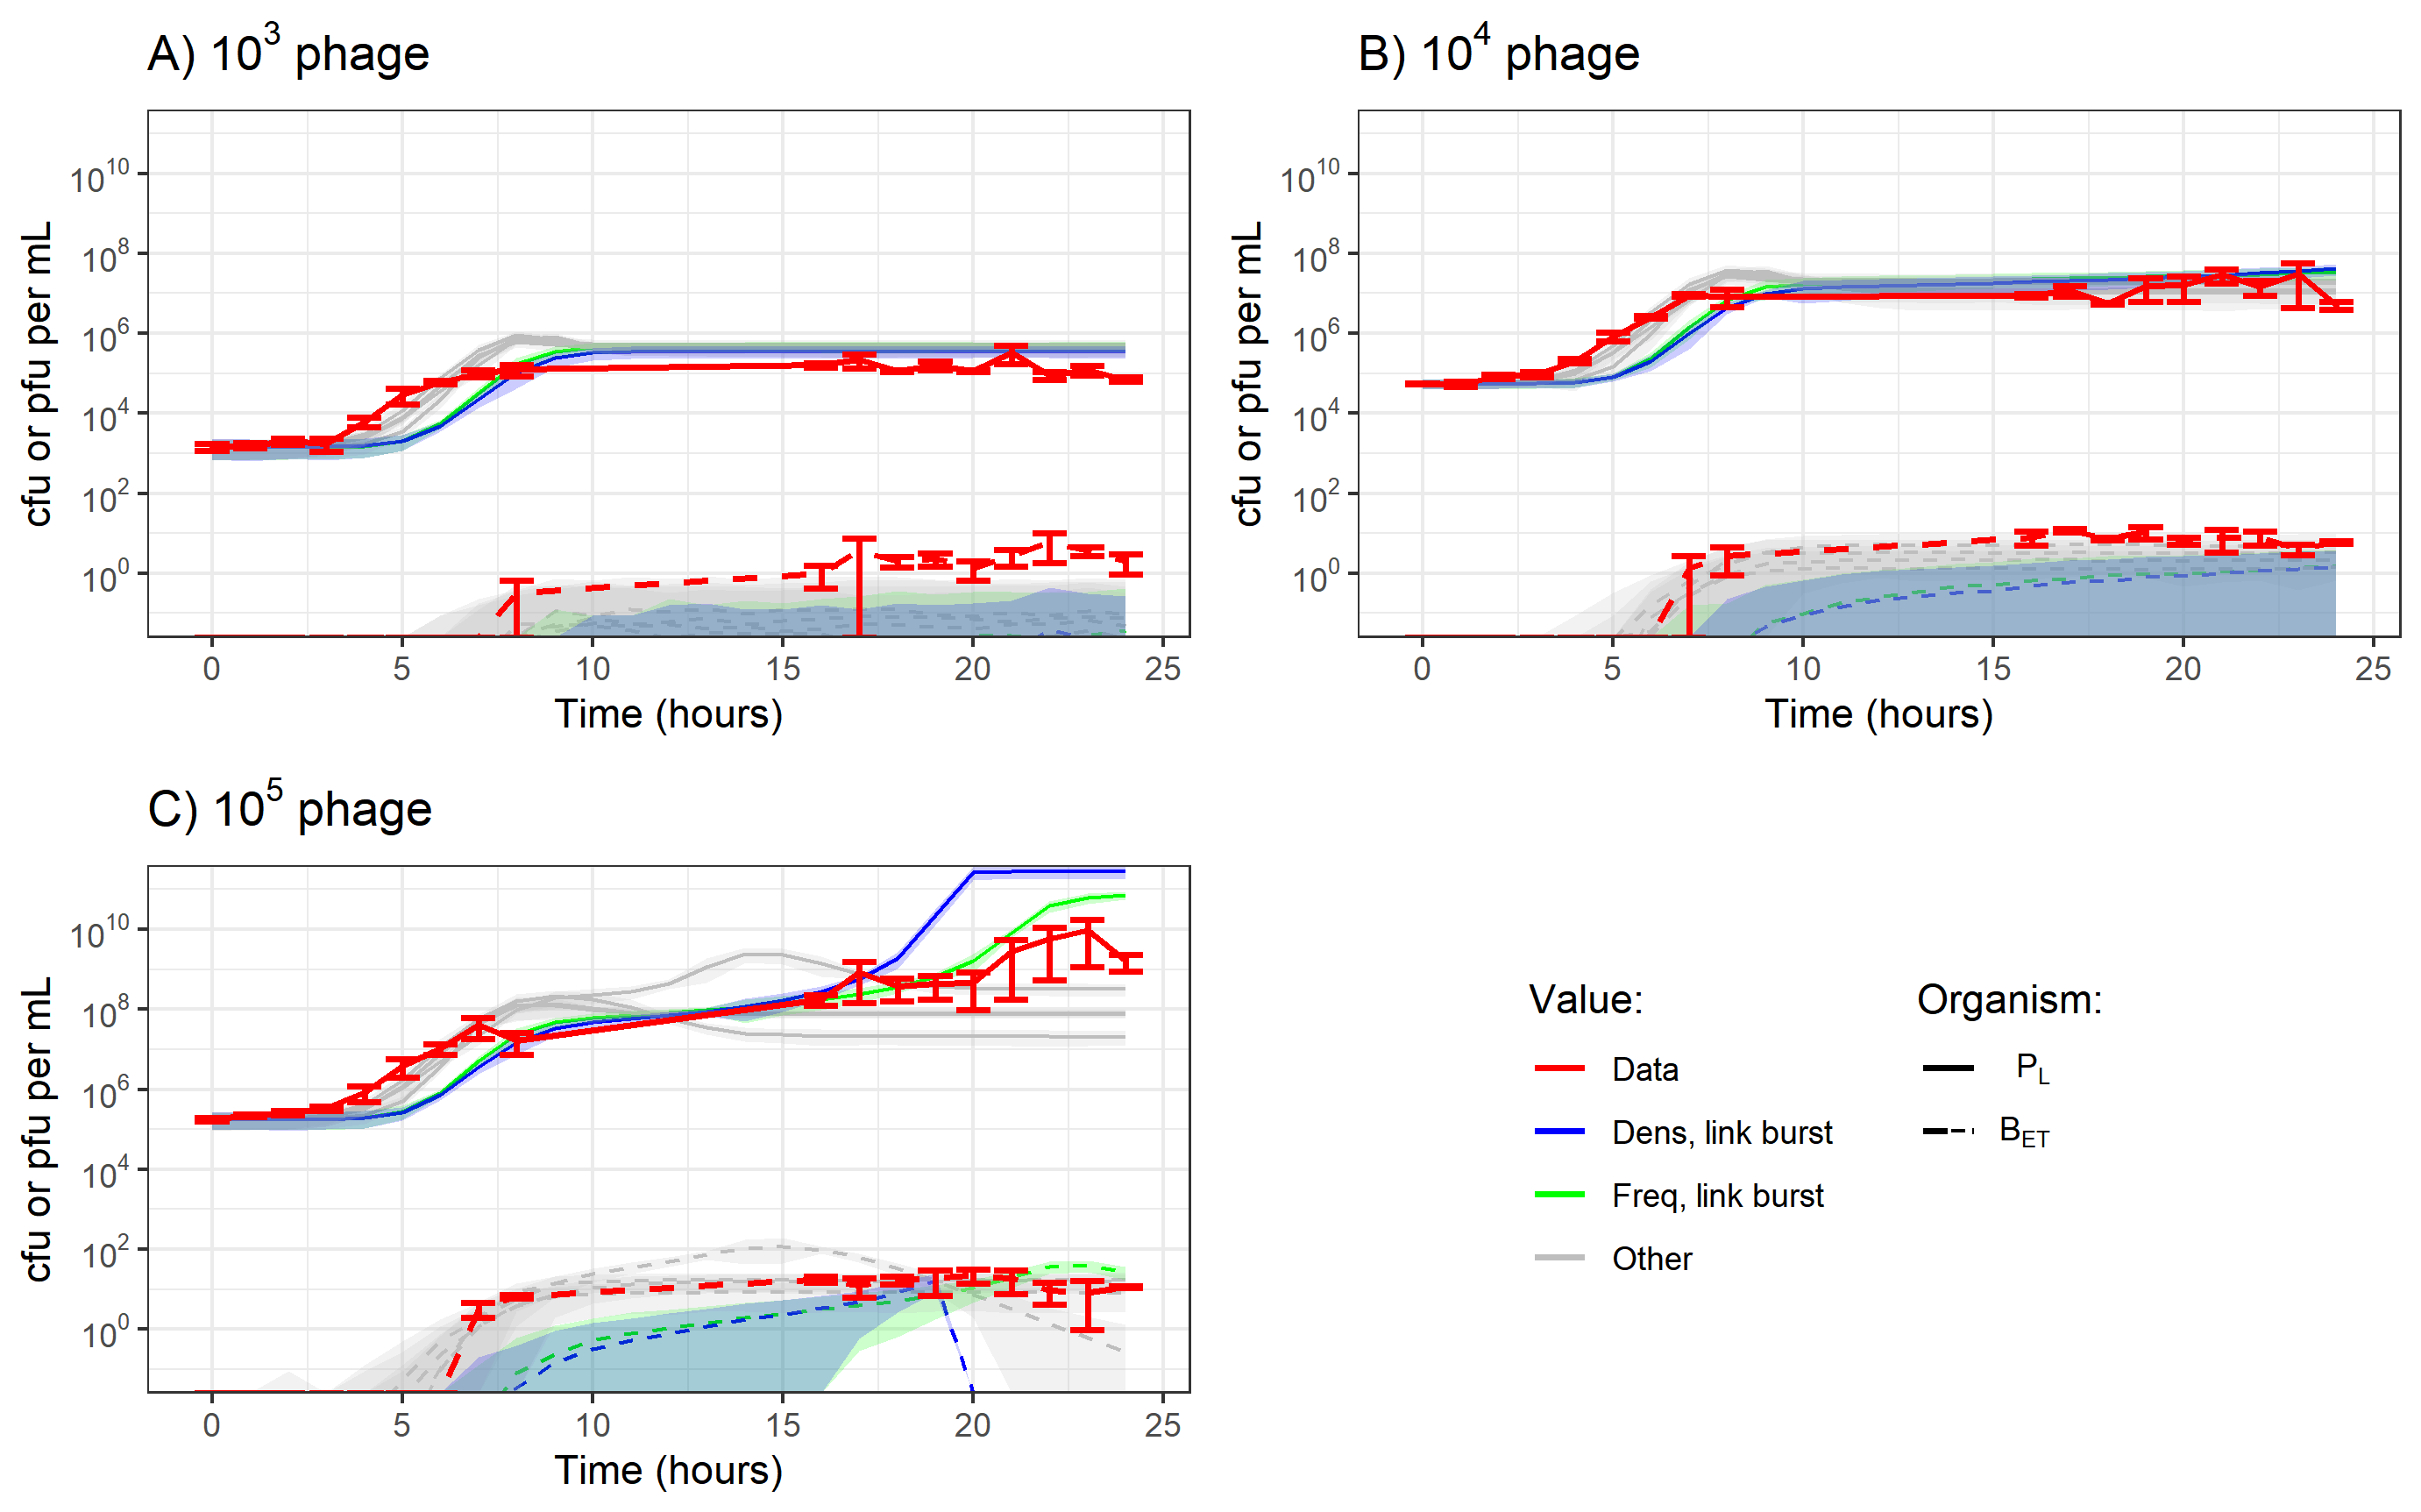 A) 10³ phage
cfu or pfu per mL
10¹⁰
10⁸
10⁶
10⁴
10²
10⁰
0 5 10 15 20 25
Time (hours)
B) 10⁴ phage
cfu or pfu per mL
10¹⁰
10⁸
10⁶
10⁴
10²
10⁰
0 5 10 15 20 25
Time (hours)
C) 10⁵ phage
cfu or pfu per mL
10¹⁰
10⁸
10⁶
10⁴
10²
10⁰
0 5 10 15 20 25
Time (hours)
Value:
Data
Dens, link burst
Freq, link burst
Other
Organism:
P_L
B_ET